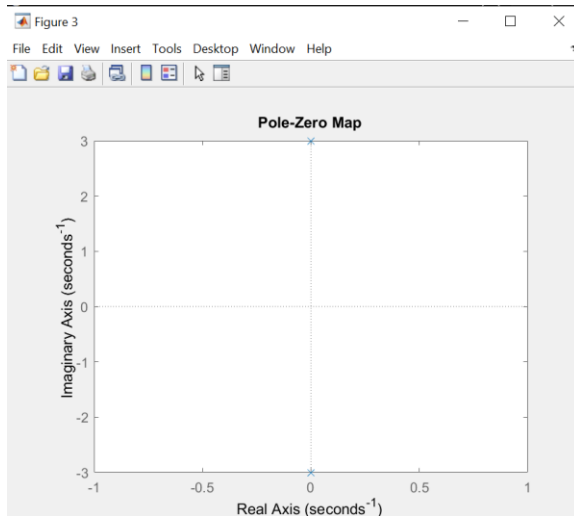 Figure 3
File Edit View Insert Tools Desktop Window Help
Pole-Zero Map
3
2
1
0
-1
-2
-3
Imaginary Axis (seconds⁻¹)
-1 -0.5 0 0.5 1
Real Axis (seconds⁻¹)